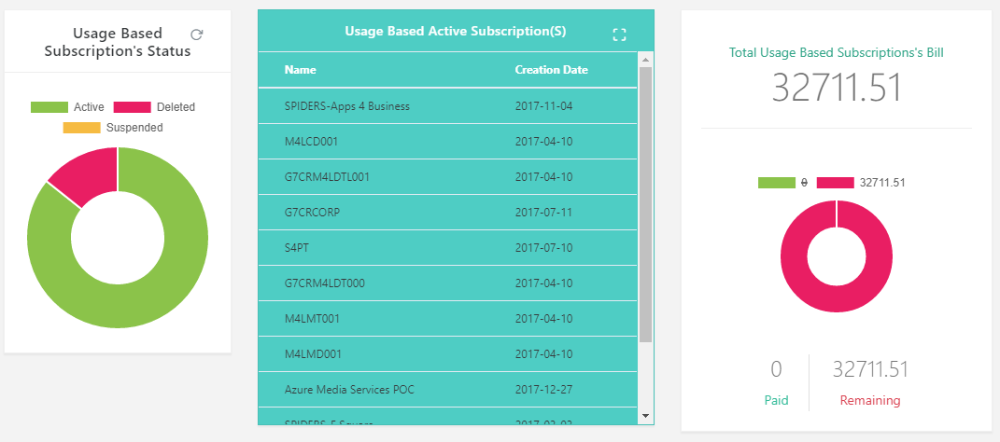 Usage Based
Subscription's Status
Active
Deleted
Suspended
Usage Based Active Subscription(S)
Name Creation Date
SPIDERS-Apps 4 Business 2017-11-04
M4LCD001 2017-04-10
G7CRM4LDTL001 2017-04-10
G7CRCORP 2017-07-11
S4PT 2017-07-10
G7CRM4LDT000 2017-04-10
M4LMT001 2017-04-10
M4LMD001 2017-04-10
Azure Media Services POC 2017-12-27
Total Usage Based Subscriptions's Bill
32711.51
0 32711.51
0 32711.51
Paid Remaining